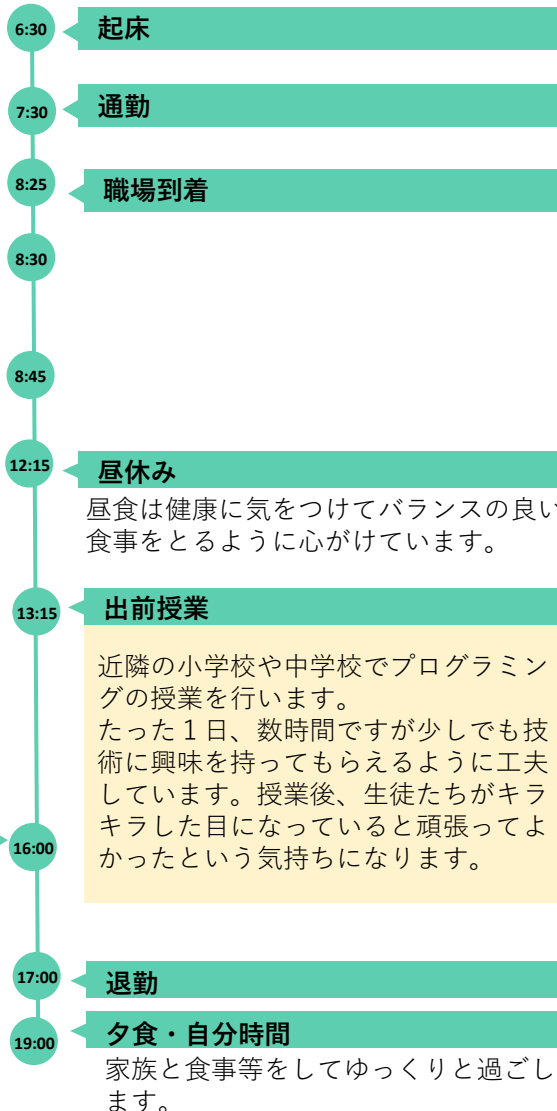 6:30
起床
7:30
通勤
8:25
職場到着
8:30
8:45
12:15
昼休み
昼食は健康に気をつけてバランスの良い
食事をとるように心がけています。
13:15
出前授業
近隣の小学校や中学校でプログラミン
グの授業を行います。
たった１日、数時間ですが少しでも技
術に興味を持ってもらえるように工夫
しています。授業後、生徒たちがキラ
キラした目になっていると頑張ってよ
かったという気持ちになります。
16:00
17:00
退勤
19:00
夕食・自分時間
家族と食事等をしてゆっくりと過ごし
ます。